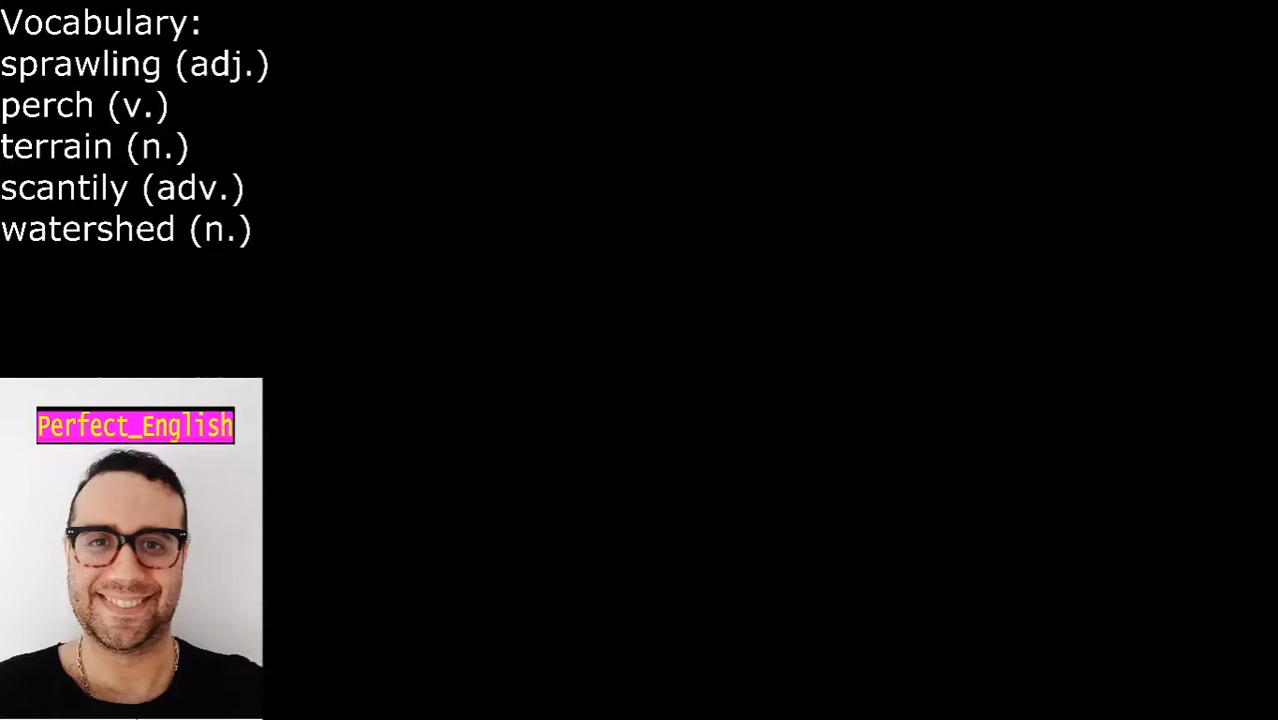 Vocabulary:
sprawling (adj.)
perch (v.)
terrain (n.)
scantily (adv.)
watershed (n.)
Perfect_English